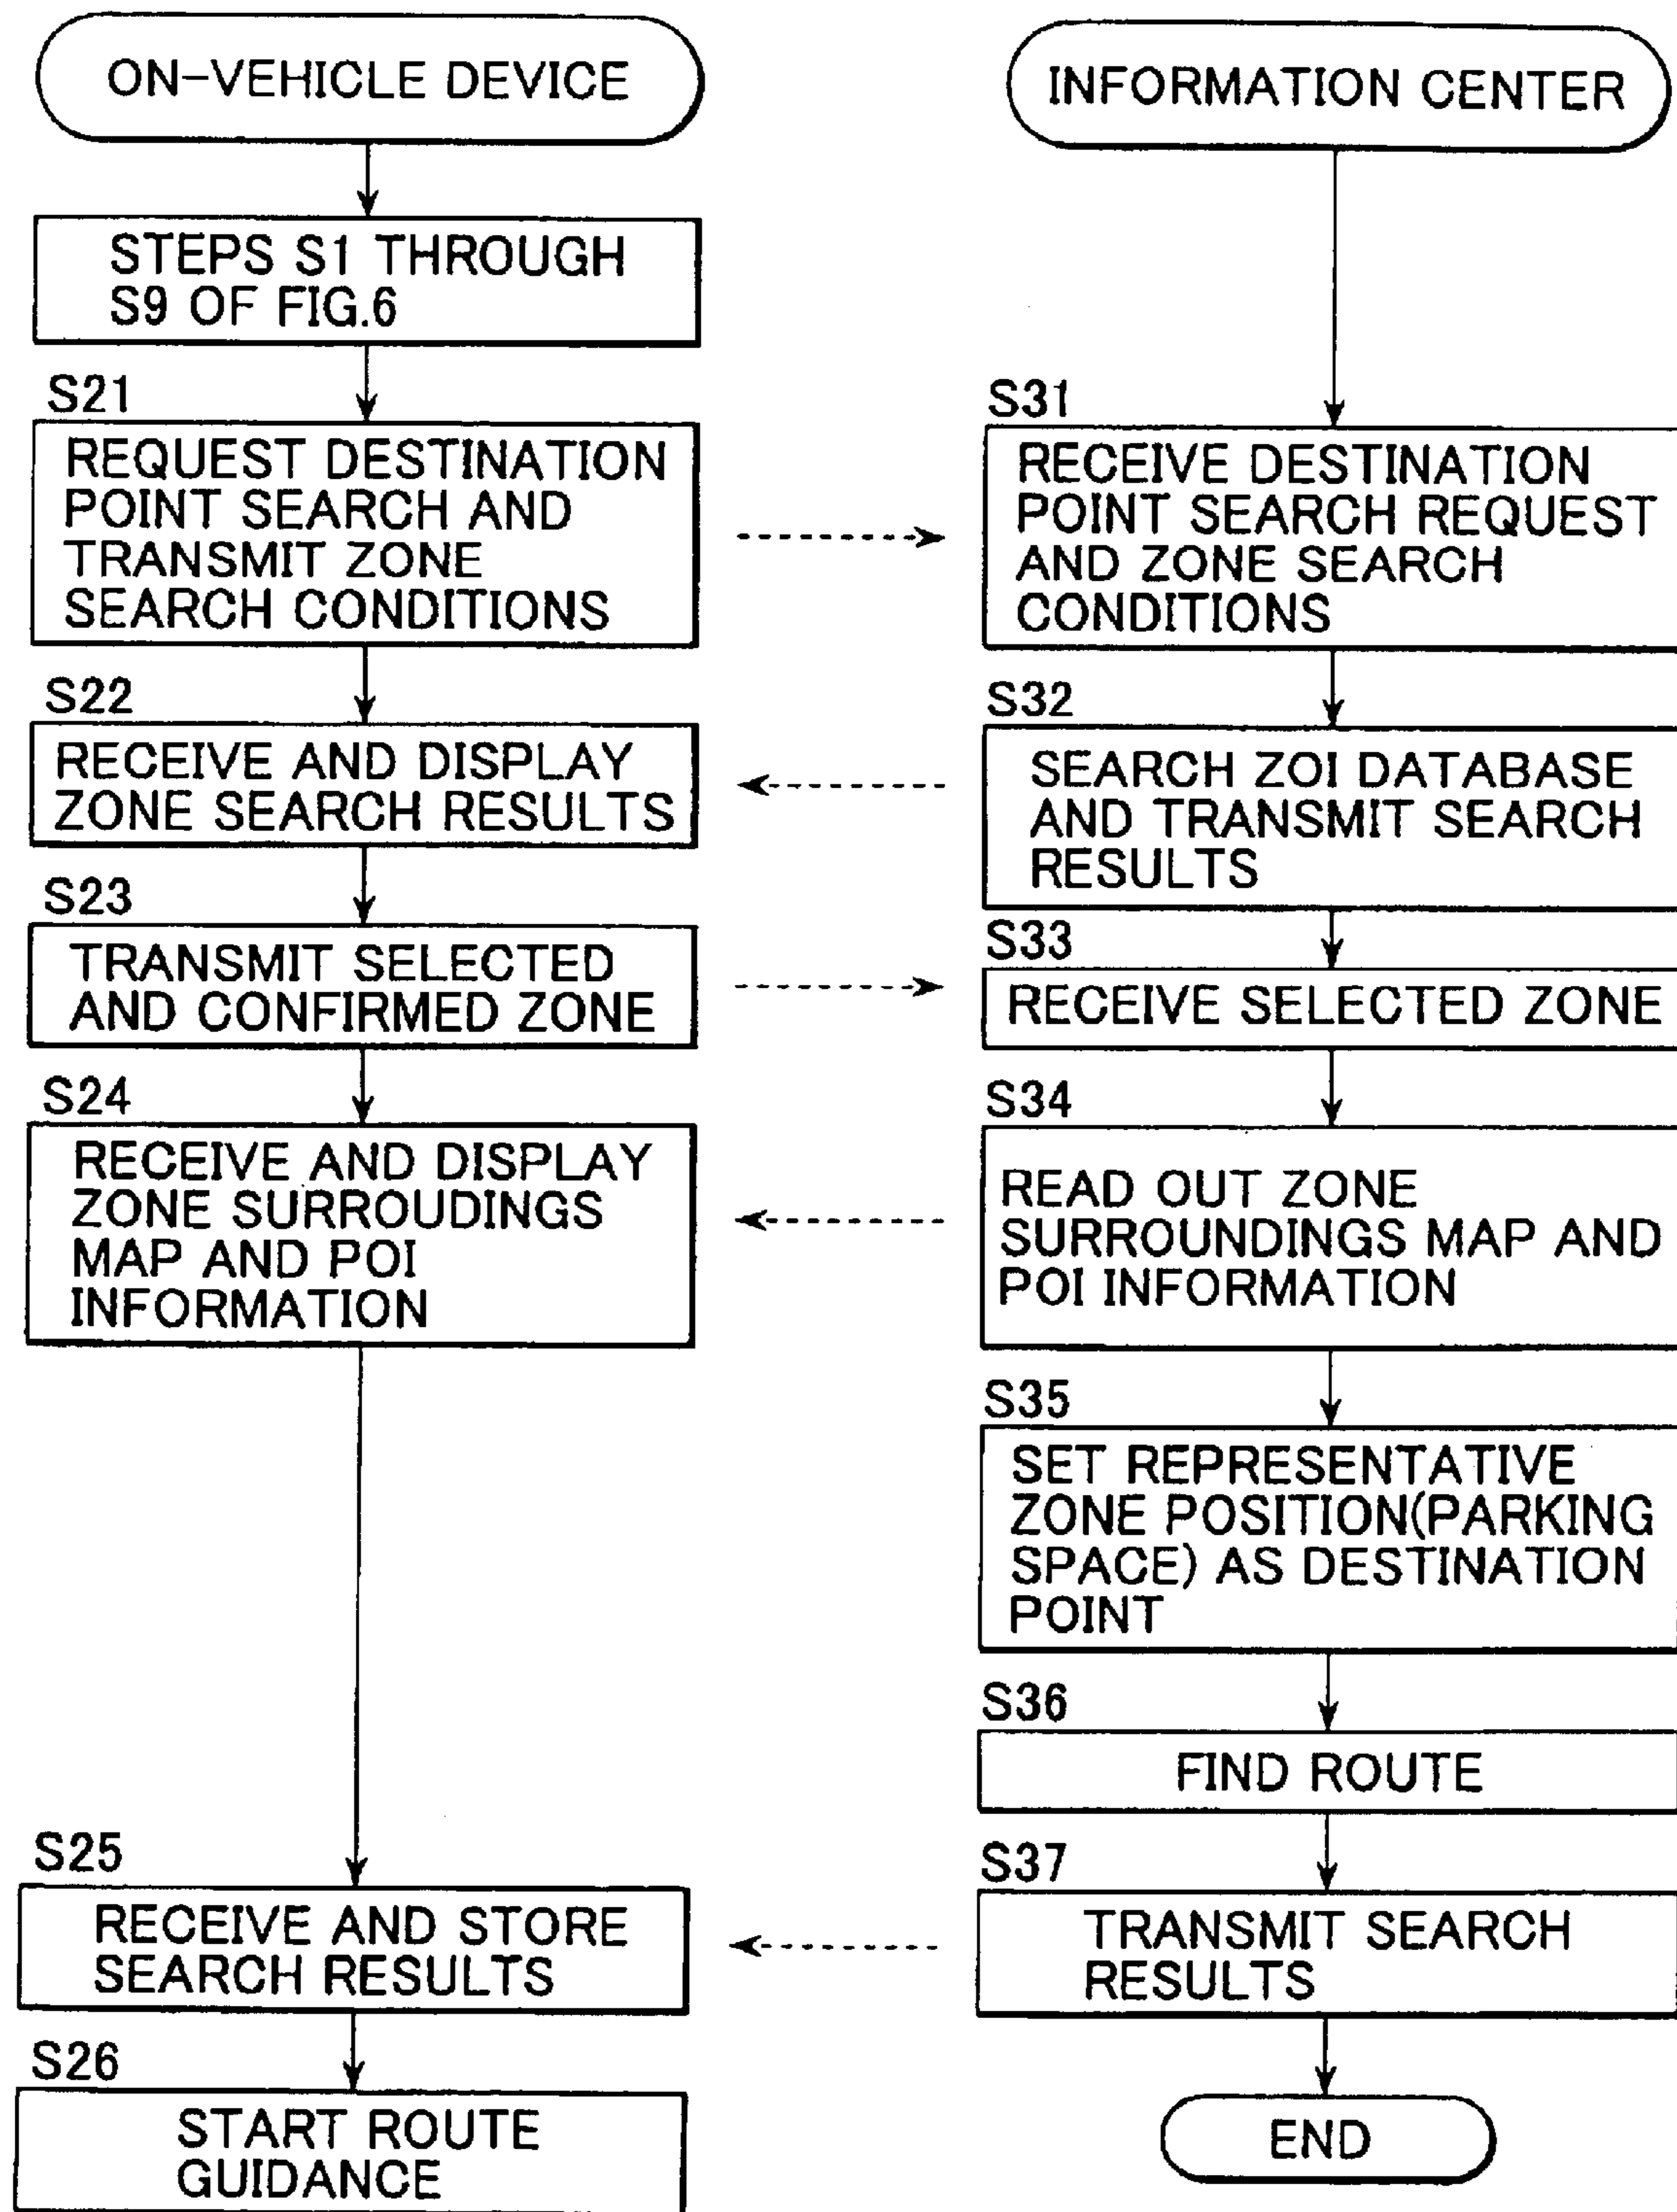 ON-VEHICLE DEVICE
STEPS S1 THROUGH
S9 OF FIG.6
S21
REQUEST DESTINATION
POINT SEARCH AND
TRANSMIT ZONE
SEARCH CONDITIONS
S22
RECEIVE AND DISPLAY
ZONE SEARCH RESULTS
S23
TRANSMIT SELECTED
AND CONFIRMED ZONE
S24
RECEIVE AND DISPLAY
ZONE SURROUDINGS
MAP AND POI
INFORMATION
S25
RECEIVE AND STORE
SEARCH RESULTS
S26
START ROUTE
GUIDANCE
INFORMATION CENTER
S31
RECEIVE DESTINATION
POINT SEARCH REQUEST
AND ZONE SEARCH
CONDITIONS
S32
SEARCH ZOI DATABASE
AND TRANSMIT SEARCH
RESULTS
S33
RECEIVE SELECTED ZONE
S34
READ OUT ZONE
SURROUNDINGS MAP AND
POI INFORMATION
S35
SET REPRESENTATIVE
ZONE POSITION(PARKING
SPACE) AS DESTINATION
POINT
S36
FIND ROUTE
S37
TRANSMIT SEARCH
RESULTS
END